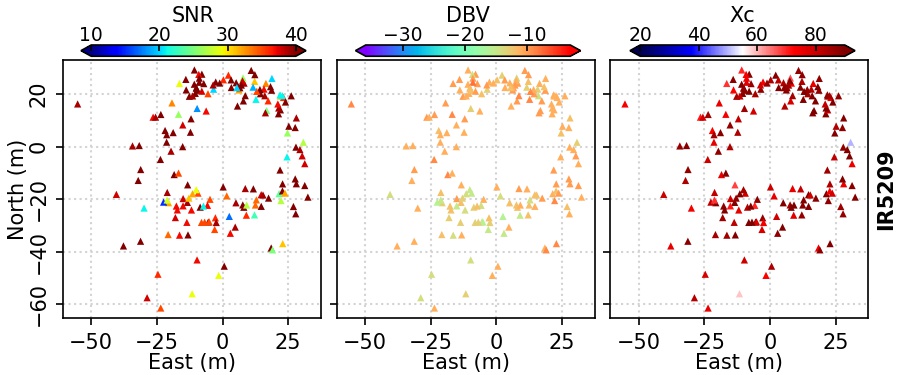 SNR DBV Xc
10 20 30 40 −30 −20 −10 20 40 60 80
North (m)
20
0
−20
−40
−60
IR5209
−50 −25 0 25 −50 −25 0 25 −50 −25 0 25
East (m) East (m) East (m)